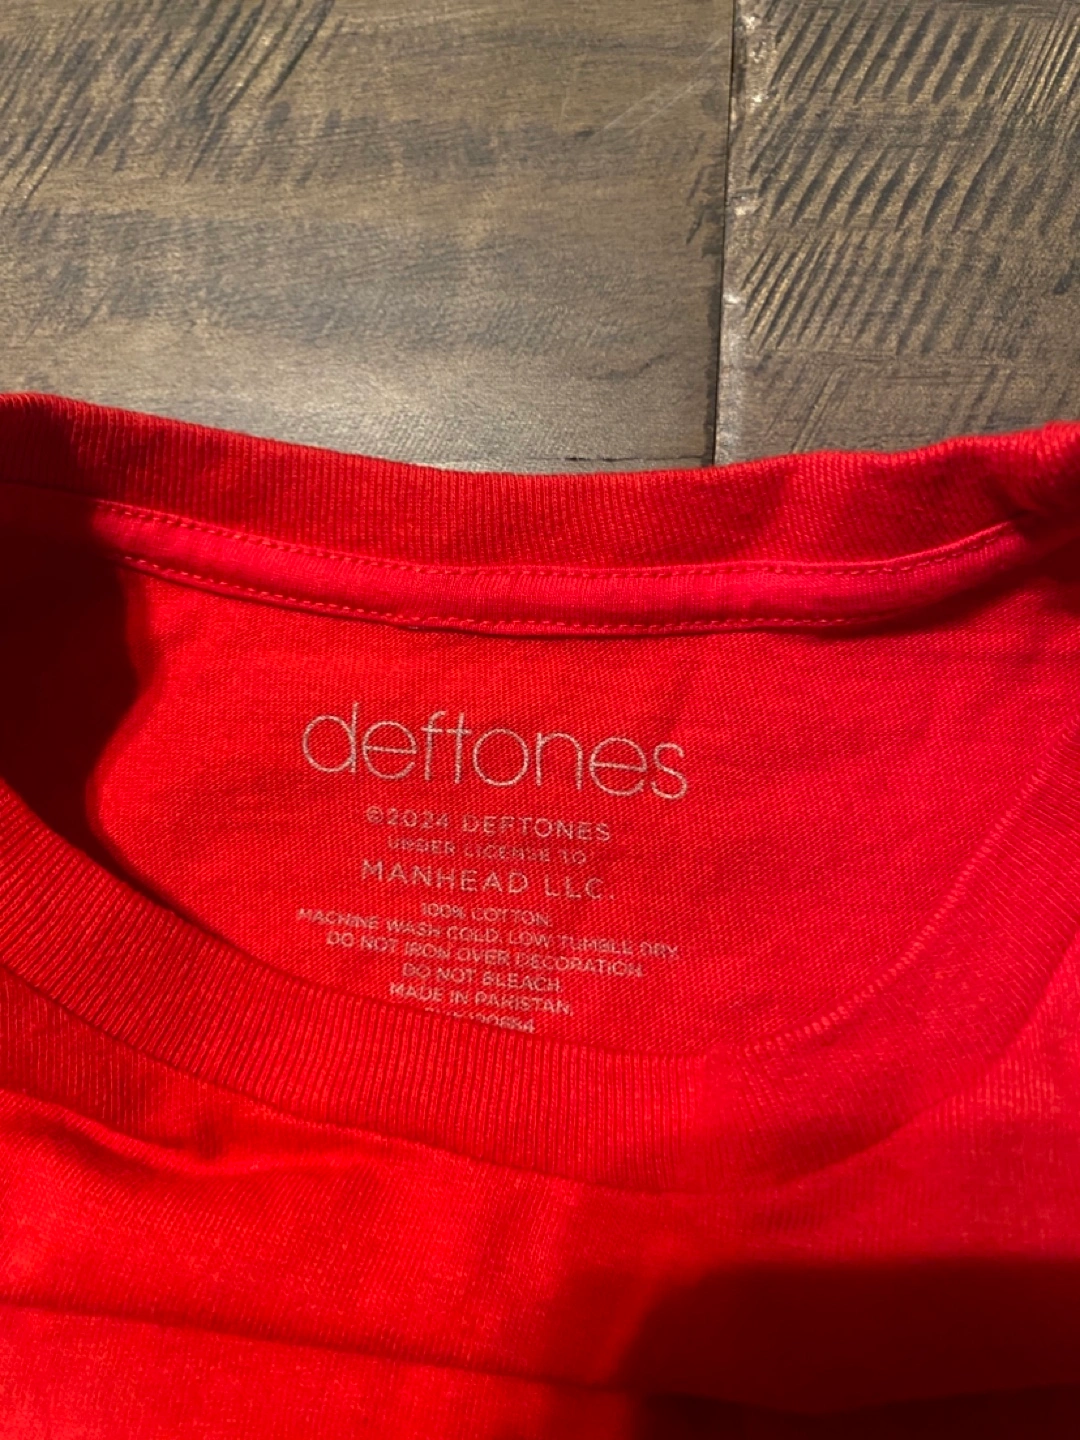 deftones
©2024 DEFTONES
UNDER LICENSE TO
MANHEAD LLC.
100% COTTON.
MACHINE WASH COLD. LOW TUMBLE DRY.
DO NOT IRON OVER DECORATION.
DO NOT BLEACH.
MADE IN PAKISTAN.